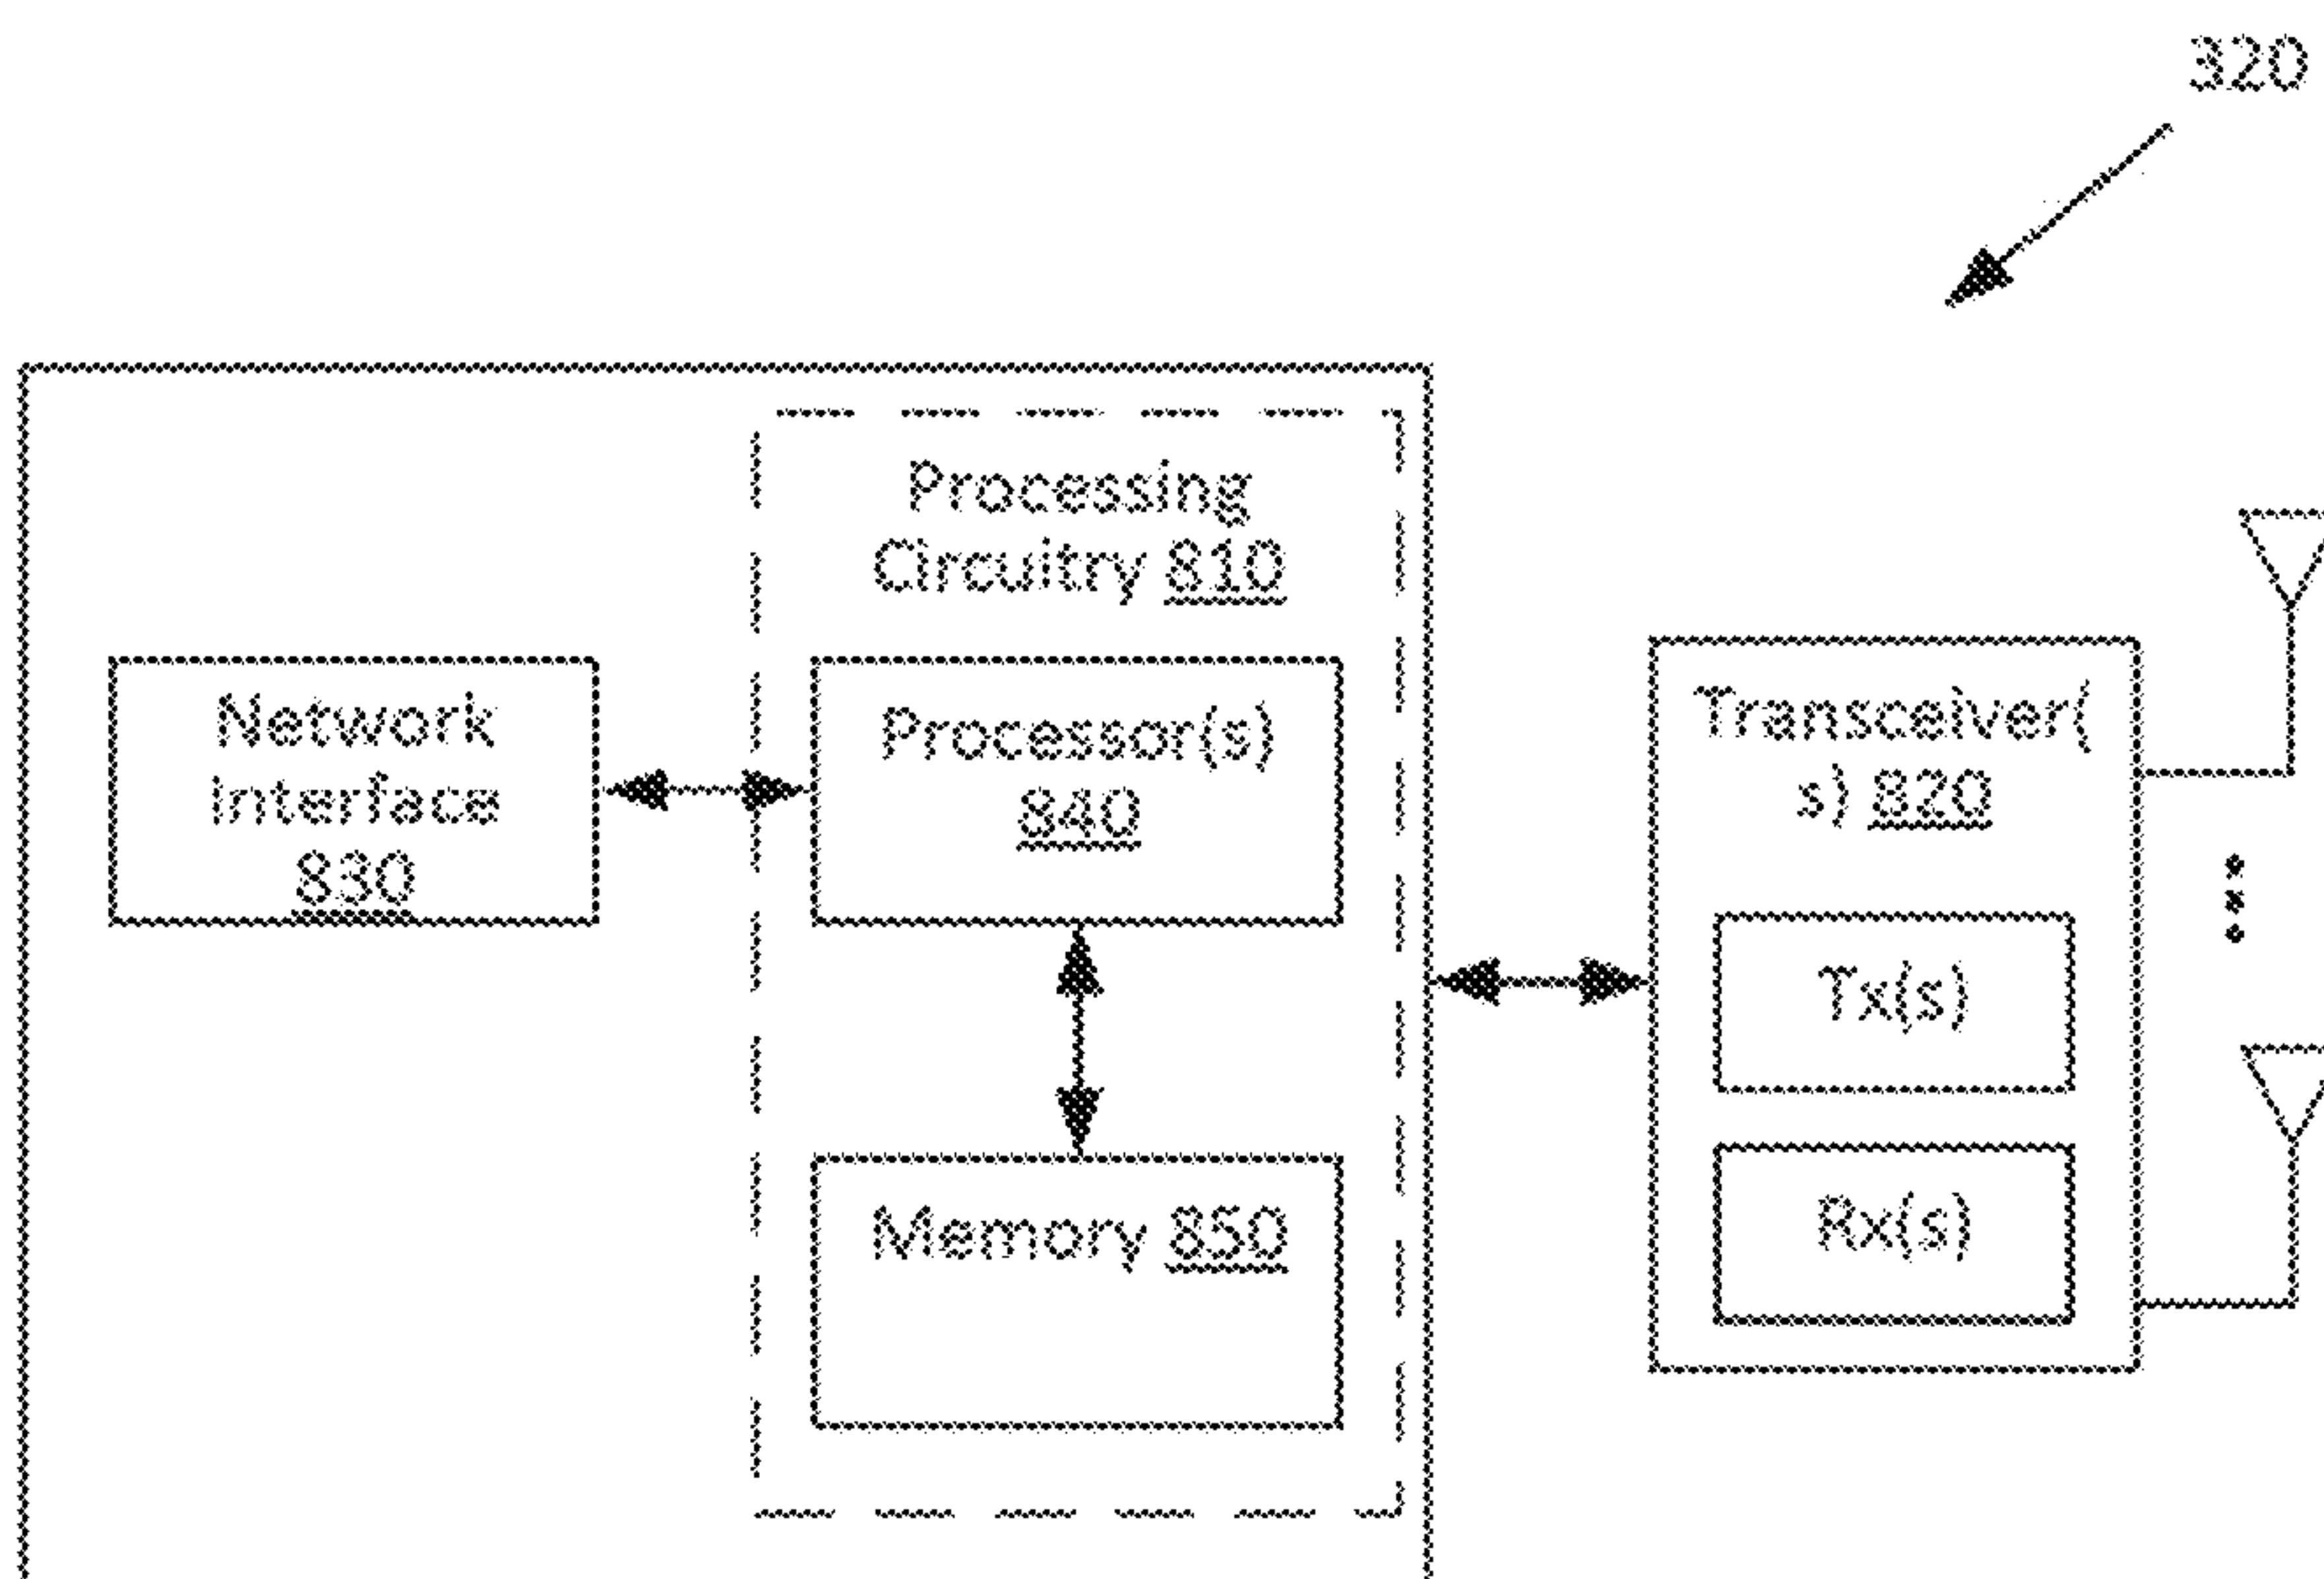 320
Processing
Circuitry 810
Network
Interface
830
Processor(s)
840
Transceiver(
s) 820
Tx(s)
Memory 850
Rx(s)